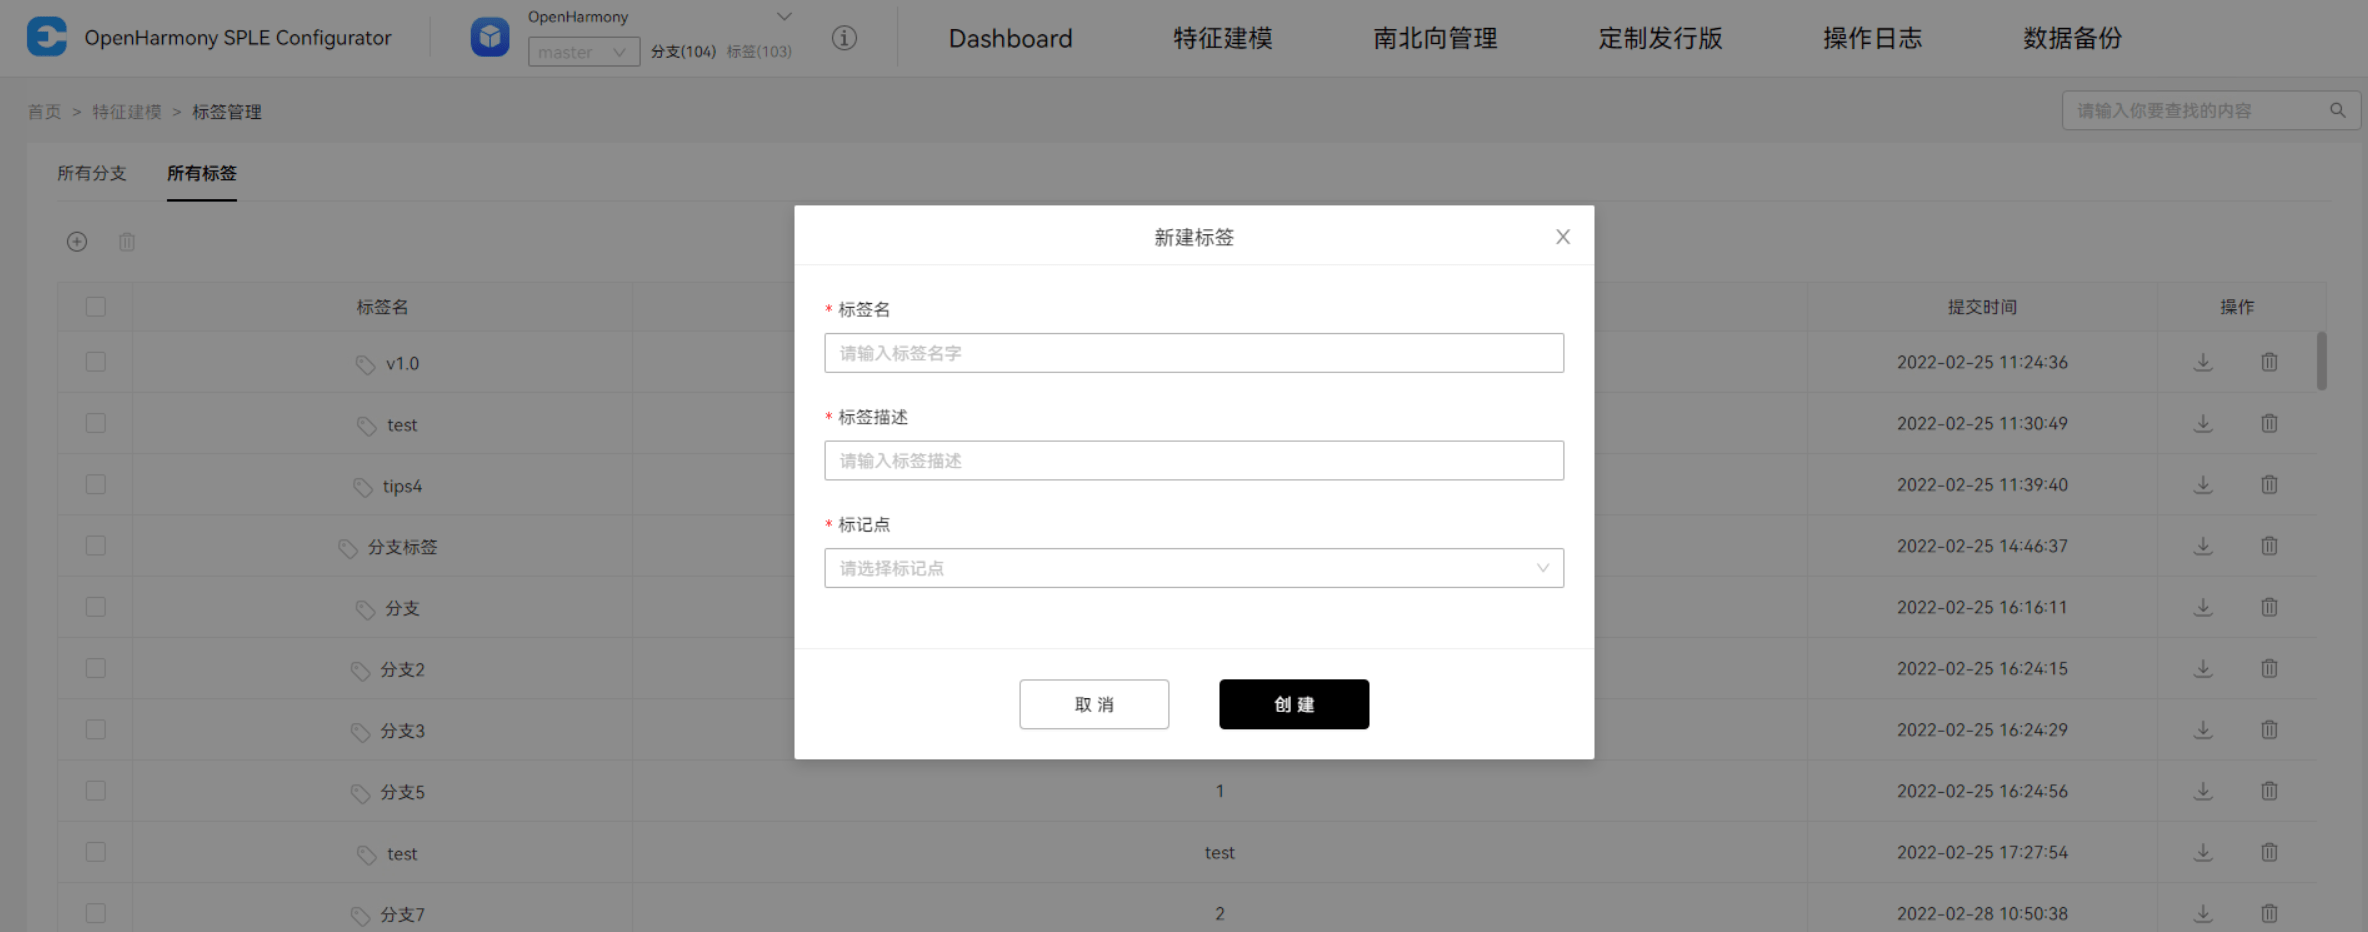 OpenHarmony SPLE Configurator
OpenHarmony
master 分支(104) 标签(103)
Dashboard 特征建模 南北向管理 定制发行版 操作日志 数据备份
首页 > 特征建模 > 标签管理
请输入你要查找的内容
所有分支 所有标签
标签名 提交时间 操作
v1.0 2022-02-25 11:24:36
test 2022-02-25 11:30:49
tips4 2022-02-25 11:39:40
分支标签 2022-02-25 14:46:37
分支 2022-02-25 16:16:11
分支2 2022-02-25 16:24:15
分支3 2022-02-25 16:24:29
分支5 1 2022-02-25 16:24:56
test test 2022-02-25 17:27:54
分支7 2 2022-02-28 10:50:38
新建标签
* 标签名
请输入标签名字
* 标签描述
请输入标签描述
* 标记点
请选择标记点
取 消 创 建